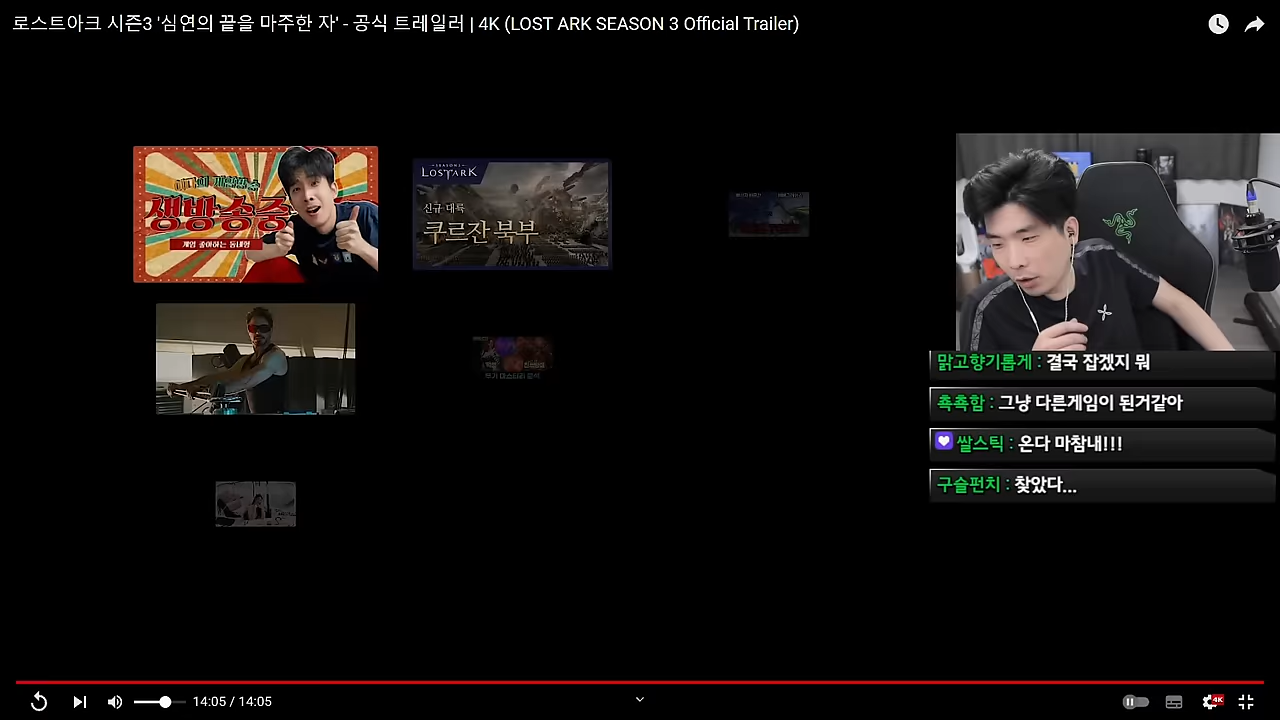 로스트아크 시즌3 '심연의 끝을 마주한 자' - 공식 트레일러 | 4K (LOST ARK SEASON 3 Official Trailer)
생방송중
게임 좋아하는 동네형
LOST ARK
신규 대륙
쿠르잔 북부
맑고향기롭게 : 결국 잡겠지 뭐
쵹쵹함 : 그냥 다른게임이 된거같아
쌀스틱 : 온다 마참내!!!
구슬펀치 : 찾았다...
14:05 / 14:05
4K